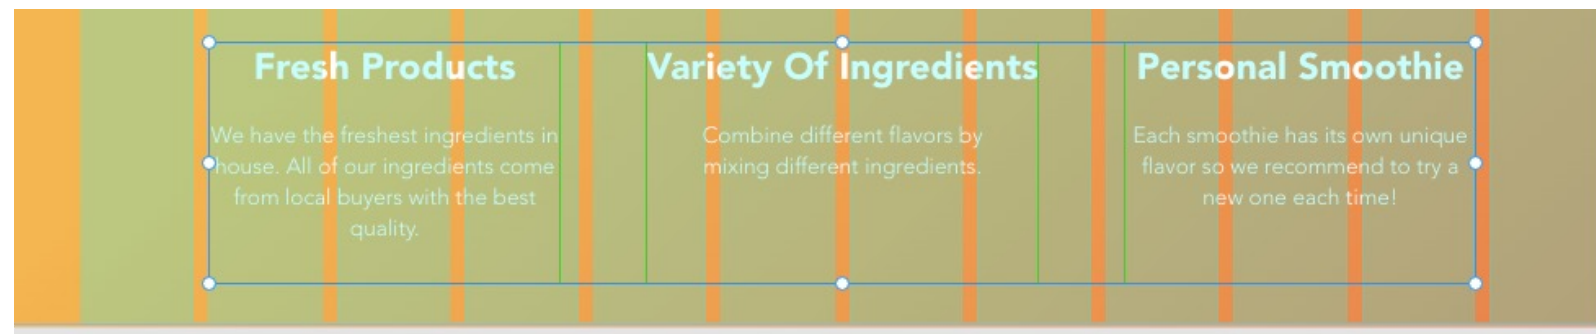 Fresh Products
We have the freshest ingredients in
house. All of our ingredients come
from local buyers with the best
quality.
Variety Of Ingredients
Combine different flavors by
mixing different ingredients.
Personal Smoothie
Each smoothie has its own unique
flavor so we recommend to try a
new one each time!